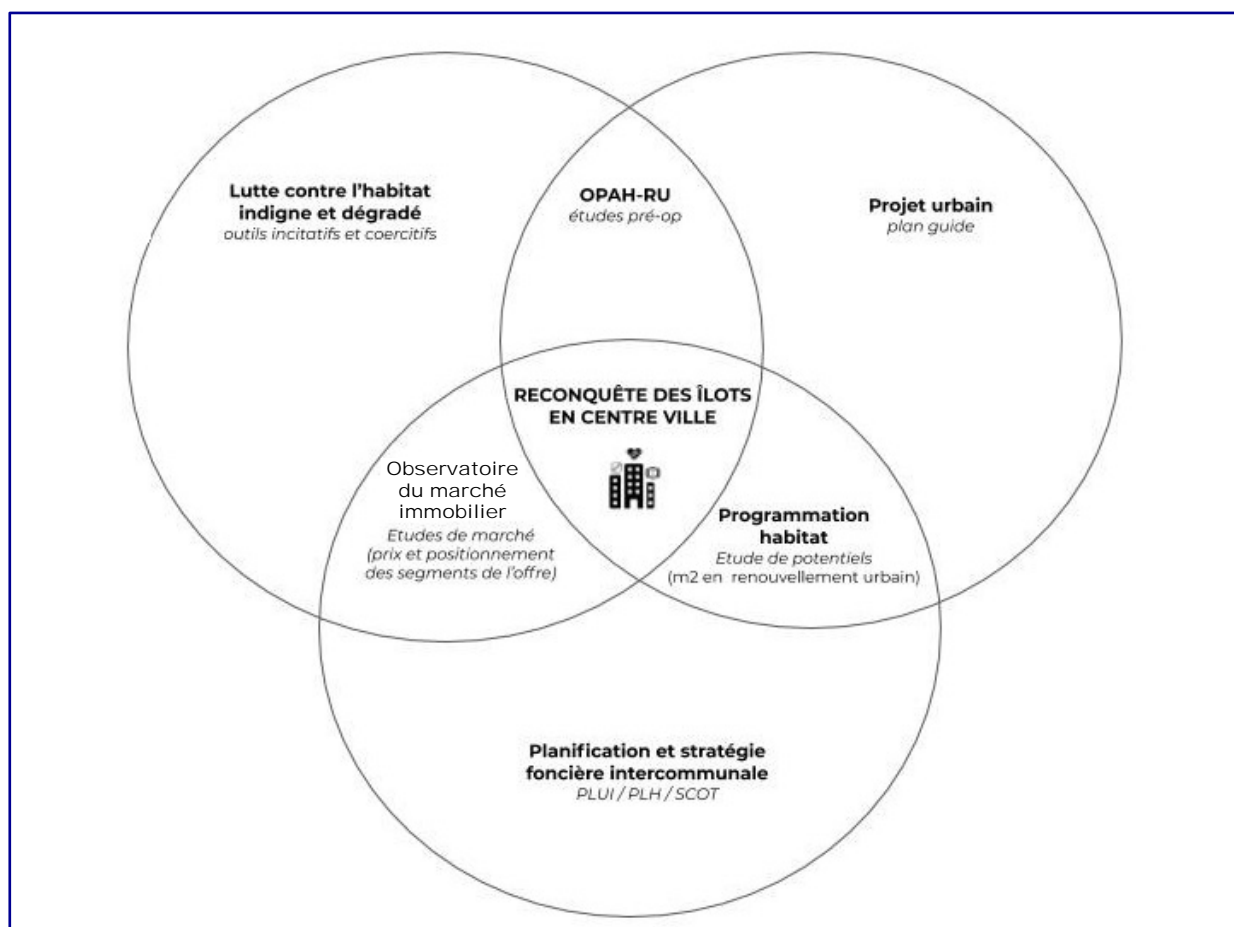 Lutte contre l'habitat
indigne et dégradé
outils incitatifs et coercitifs
OPAH-RU
études pré-op
Projet urbain
plan guide
RECONQUÊTE DES ÎLOTS
EN CENTRE VILLE
Observatoire
du marché
immobilier
Etudes de marché
(prix et positionnement
des segments de l'offre)
Programmation
habitat
Etude de potentiels
(m2 en renouvellement urbain)
Planification et stratégie
foncière intercommunale
PLUI / PLH / SCOT